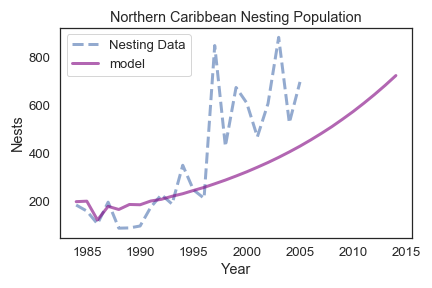 Northern Caribbean Nesting Population
Nesting Data
model
Nests
800
600
400
200
1985
1990
1995
2000
2005
2010
2015
Year